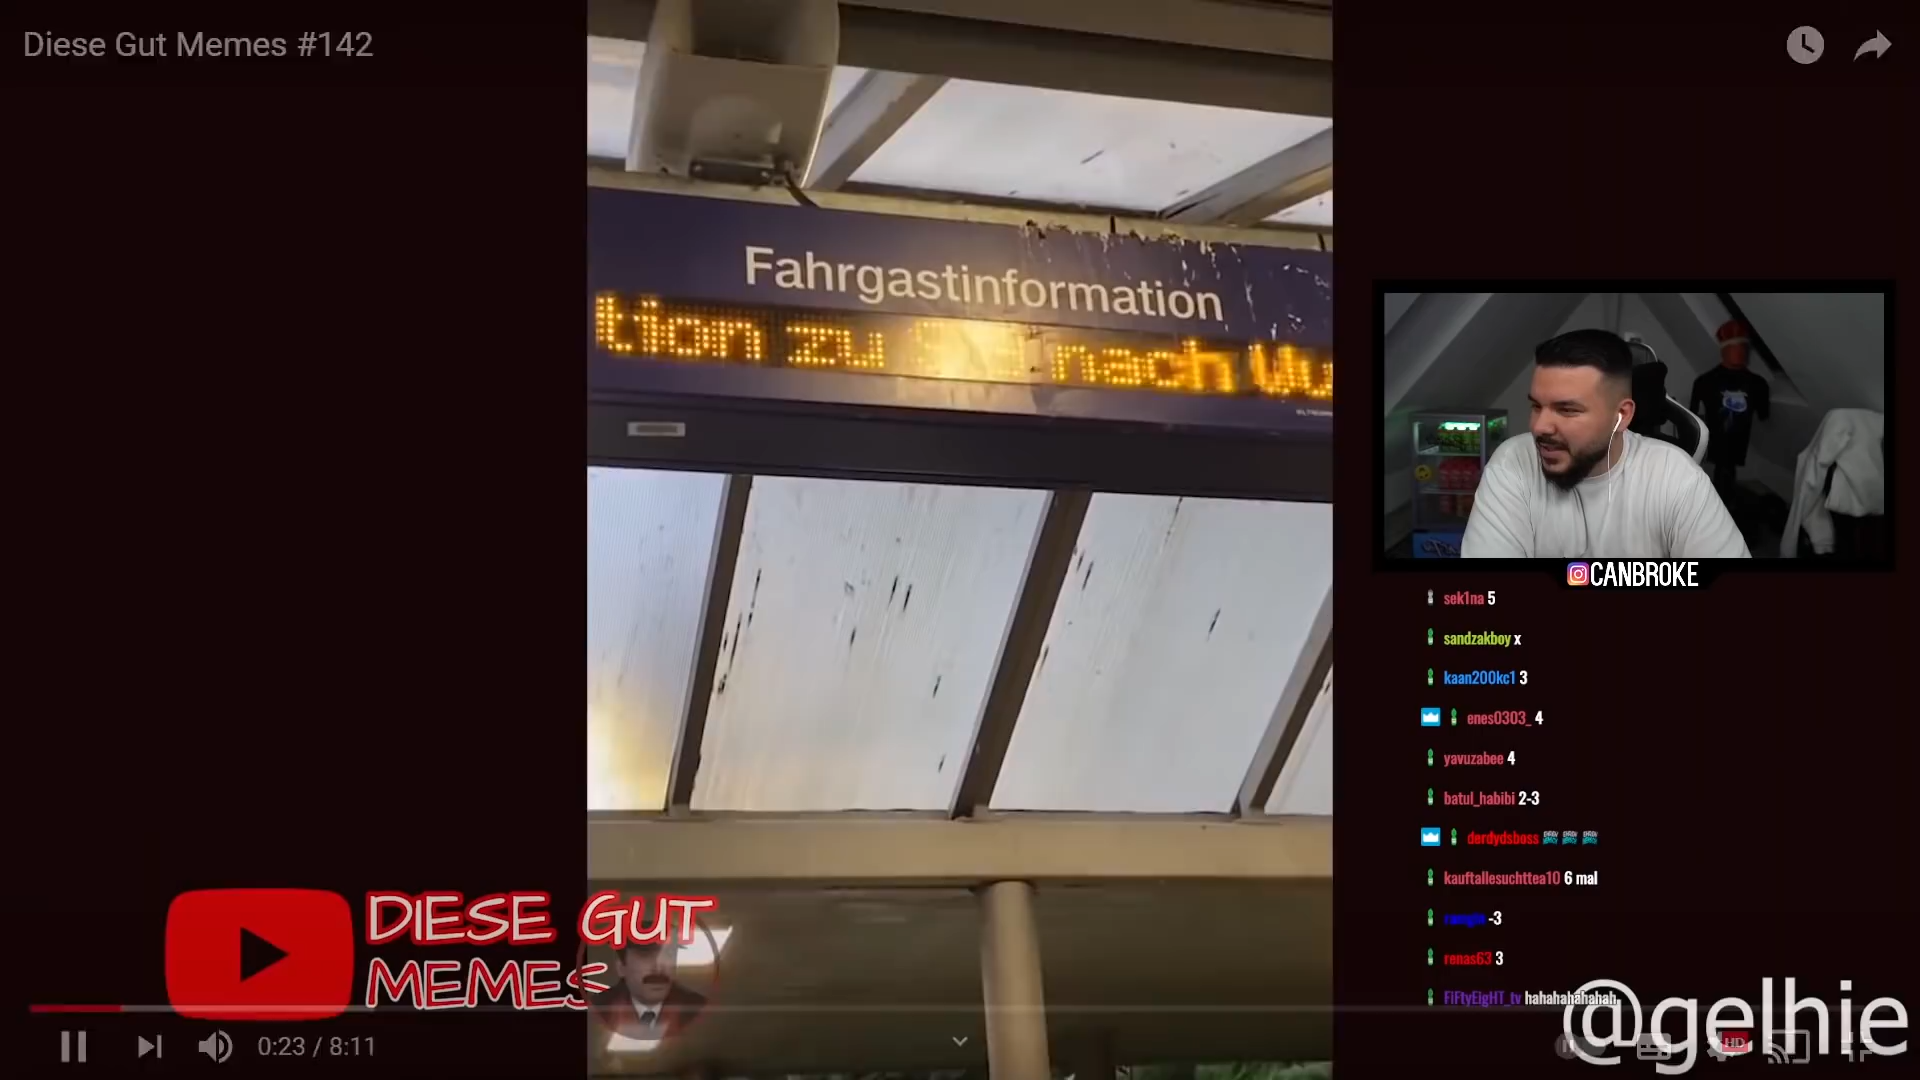 Diese Gut Memes #142
Fahrgastinformation
tion zu nach Wu
CANBROKE
sek1na 5
sandzakboy x
kaan200kc1 3
enes0303_ 4
yavuzabee 4
batul_habibi 2-3
derdydsboss
kauftallesuchttea10 6 mal
-3
renas63 3
FiFtyEigHT_tv hahahahahahah
DIESE GUT
MEMES
@gelhie
0:23 / 8:11
HD